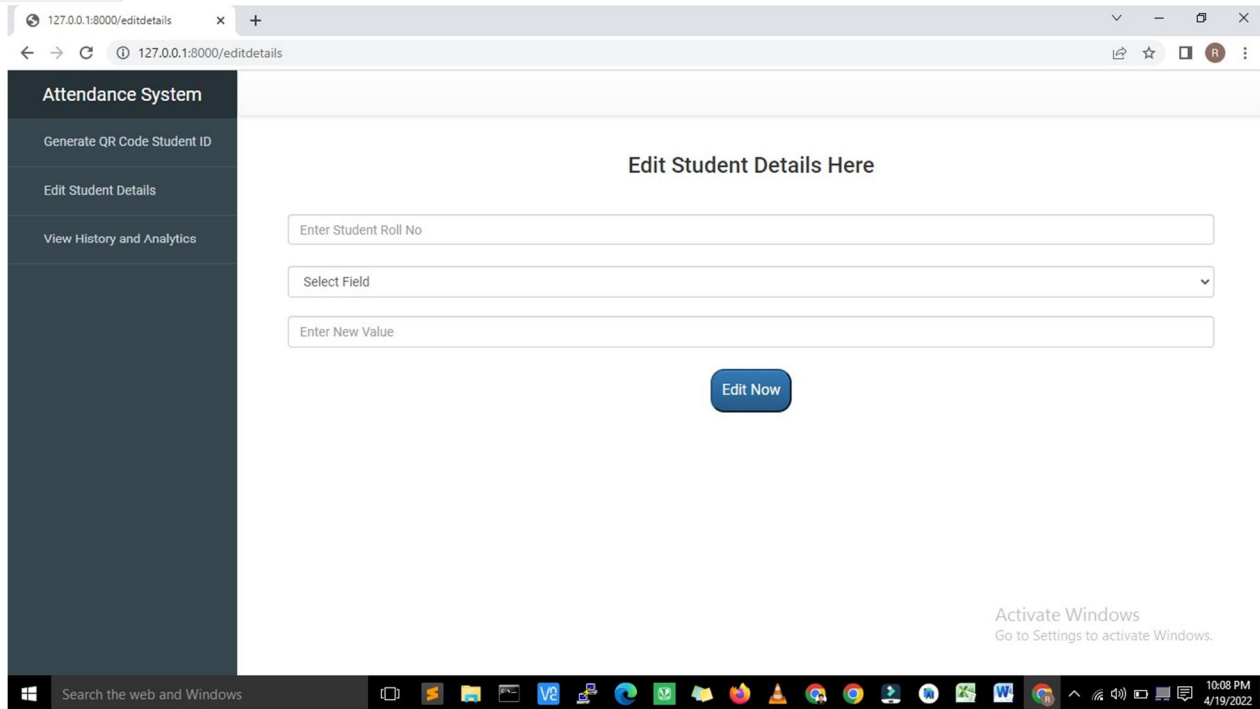 127.0.0.1:8000/editdetails
127.0.0.1:8000/editdetails
R
Attendance System
Generate QR Code Student ID
Edit Student Details
View History and Analytics
Edit Student Details Here
Enter Student Roll No
Select Field
Enter New Value
Edit Now
Activate Windows
Go to Settings to activate Windows.
Search the web and Windows
10:08 PM
4/19/2022